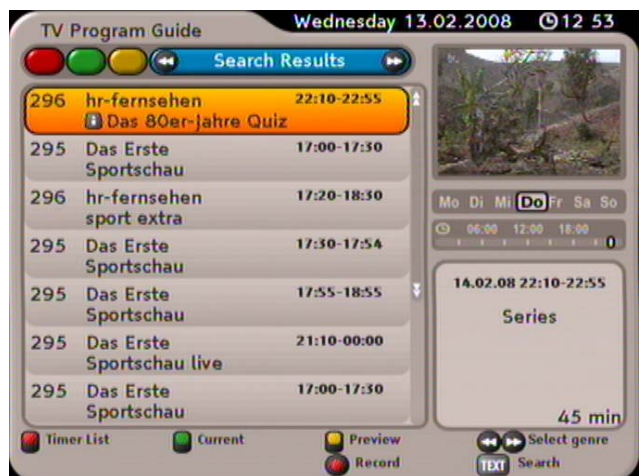 TV Program Guide
Wednesday 13.02.2008 12 53
Search Results
296 hr-fernsehen 22:10-22:55
Das 80er-Jahre Quiz
295 Das Erste 17:00-17:30
Sportschau
296 hr-fernsehen 17:20-18:30
sport extra
295 Das Erste 17:30-17:54
Sportschau
295 Das Erste 17:55-18:55
Sportschau
295 Das Erste 21:10-00:00
Sportschau live
295 Das Erste 17:00-17:30
Sportschau
Mo Di Mi Do Fr Sa So
06:00 12:00 18:00
0
14.02.08 22:10-22:55
Series
45 min
Timer List Current Preview Select genre
Record TEXT Search